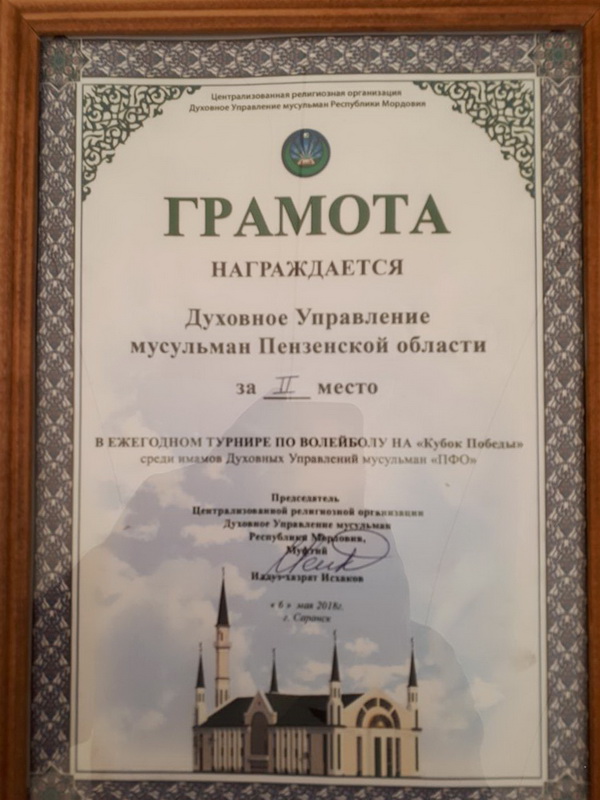 Централизованная религиозная организация
Духовное Управление мусульман Республики Мордовия
ГРАМОТА
НАГРАЖДАЕТСЯ
Духовное Управление
мусульман Пензенской области
за II место
В ЕЖЕГОДНОМ ТУРНИРЕ ПО ВОЛЕЙБОЛУ НА «Кубок Победы»
среди имамов Духовных Управлений мусульман «ПФО»
Председатель
Централизованной религиозной организации
Духовное Управление мусульман
Республики Мордовия,
Муфтий
хазрят Исхаков
« 6 » мая 2018г.
г. Саранск